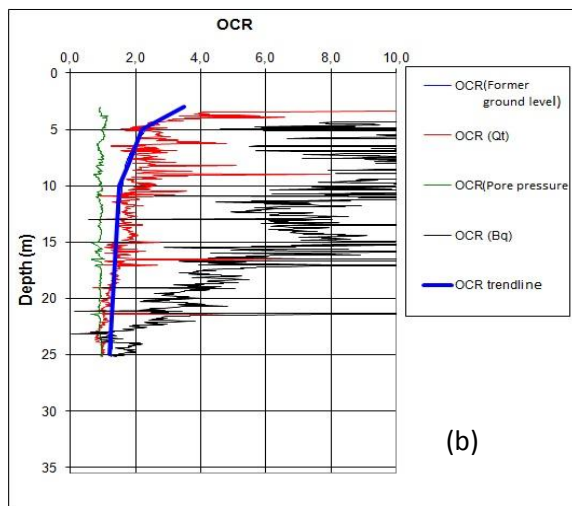 OCR
0,0 2,0 4,0 6,0 8,0 10,0
0
5
10
15
20
25
30
35
Depth (m)
OCR(Former
ground level)
OCR (Qt)
OCR(Pore pressure
OCR (Bq)
OCR trendline
(b)